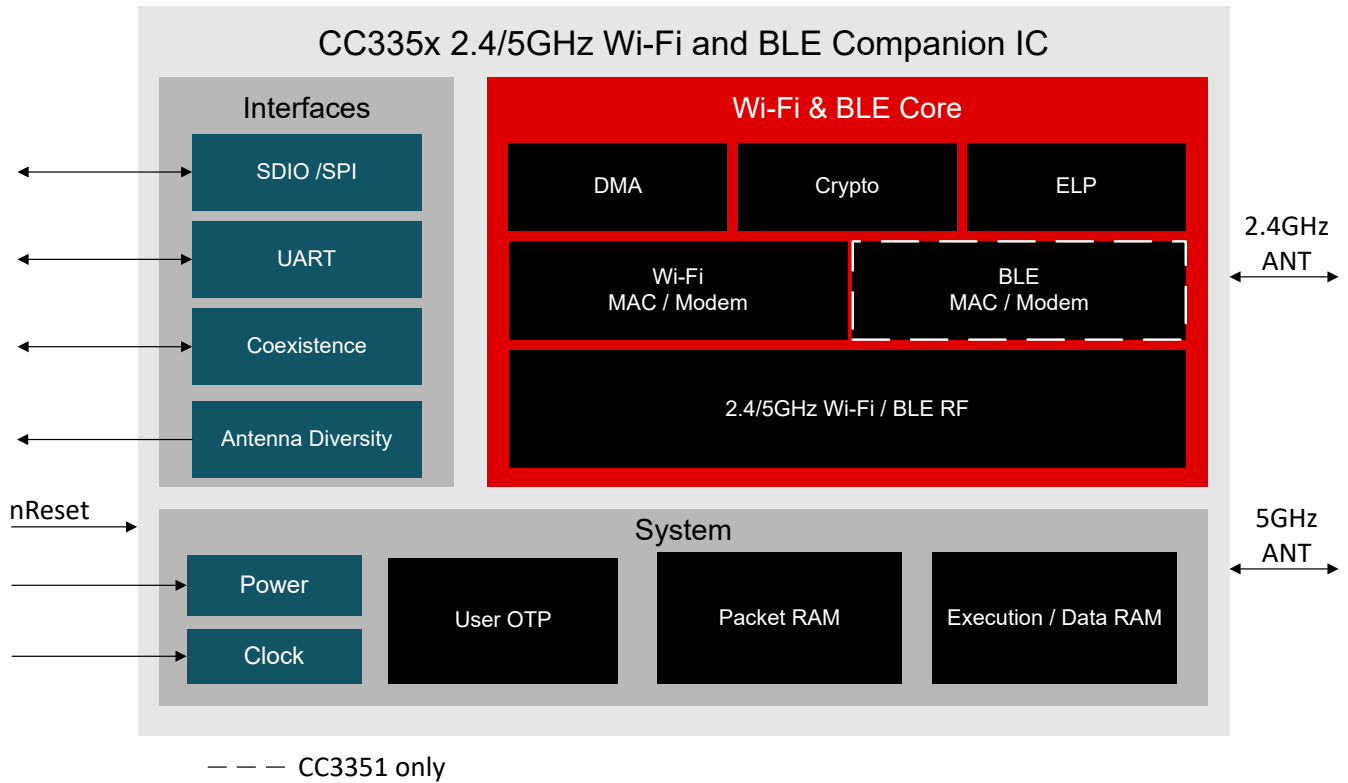 CC335x 2.4/5GHz Wi-Fi and BLE Companion IC
Interfaces
SDIO /SPI
UART
Coexistence
Antenna Diversity
Wi-Fi & BLE Core
DMA
Crypto
ELP
Wi-Fi
MAC / Modem
BLE
MAC / Modem
2.4/5GHz Wi-Fi / BLE RF
2.4GHz
ANT
nReset
5GHz
ANT
System
Power
Clock
User OTP
Packet RAM
Execution / Data RAM
CC3351 only